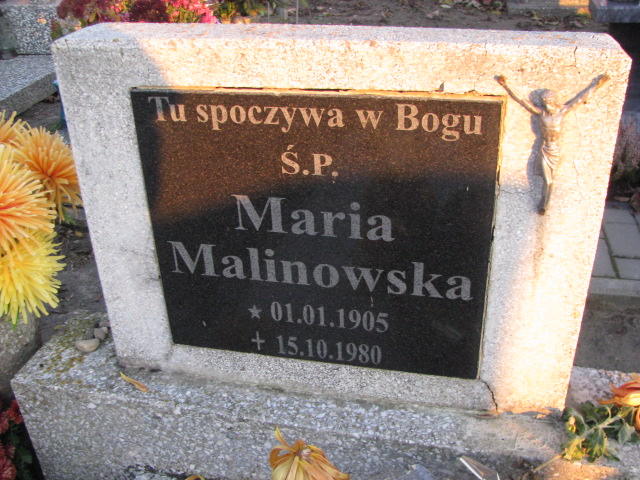 Tu spoczywa w Bogu
Ś.P.
Maria
Malinowska
★ 01.01.1905
+ 15.10.1980